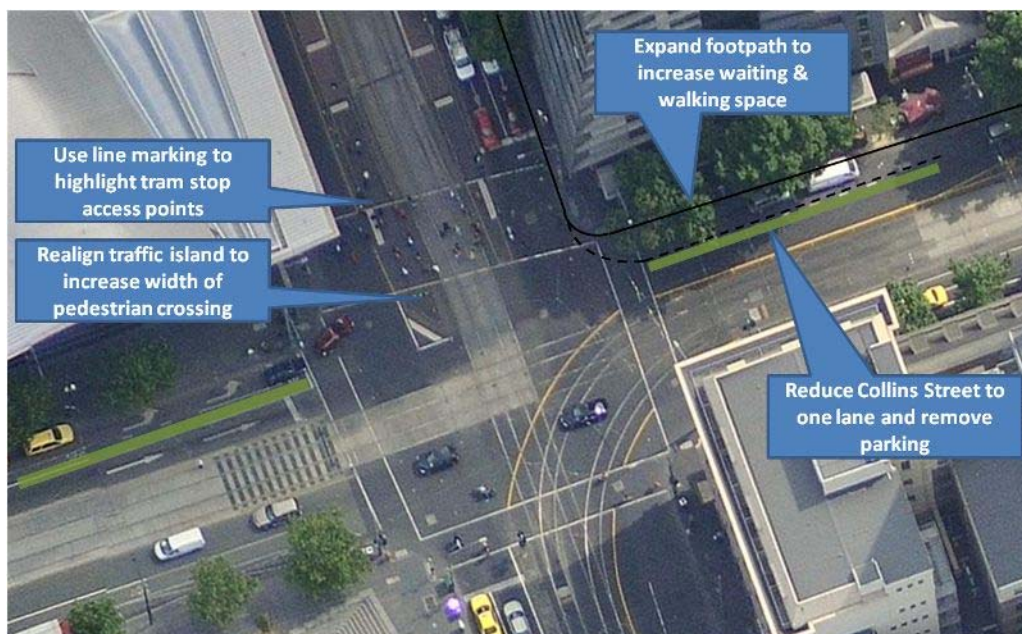 Expand footpath to
increase waiting &
walking space
Use line marking to
highlight tram stop
access points
Realign traffic island to
increase width of
pedestrian crossing
Reduce Collins Street to
one lane and remove
parking